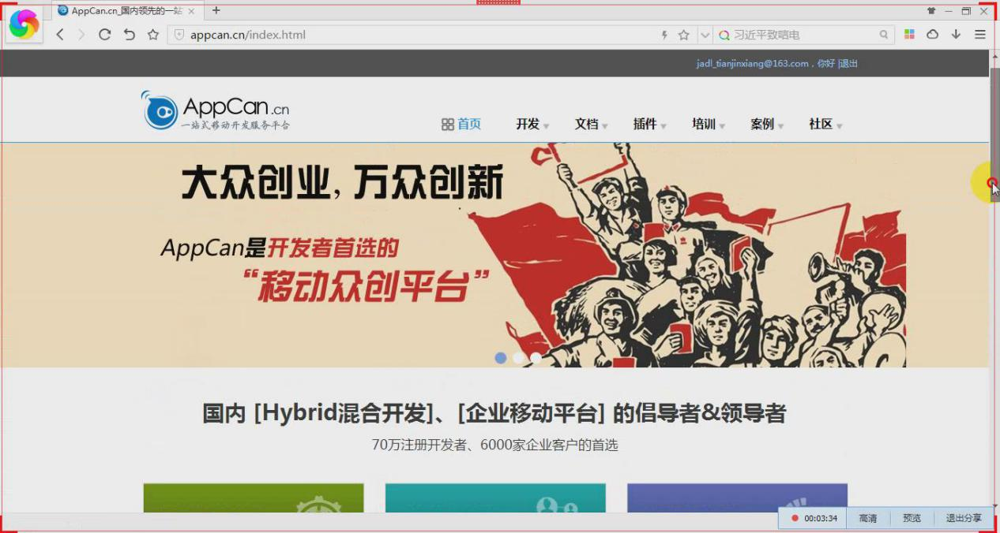 AppCan.cn_国内领先的一站
appcan.cn/index.html
习近平致唁电
jadl_tianjinxiang@163.com，你好 |退出
AppCan.cn
一站式移动开发服务平台
首页 开发 文档 插件 培训 案例 社区
大众创业，万众创新
AppCan是开发者首选的
“移动众创平台”
国内 [Hybrid混合开发]、[企业移动平台] 的倡导者&领导者
70万注册开发者、6000家企业客户的首选
00:03:34 高清 预览 退出分享